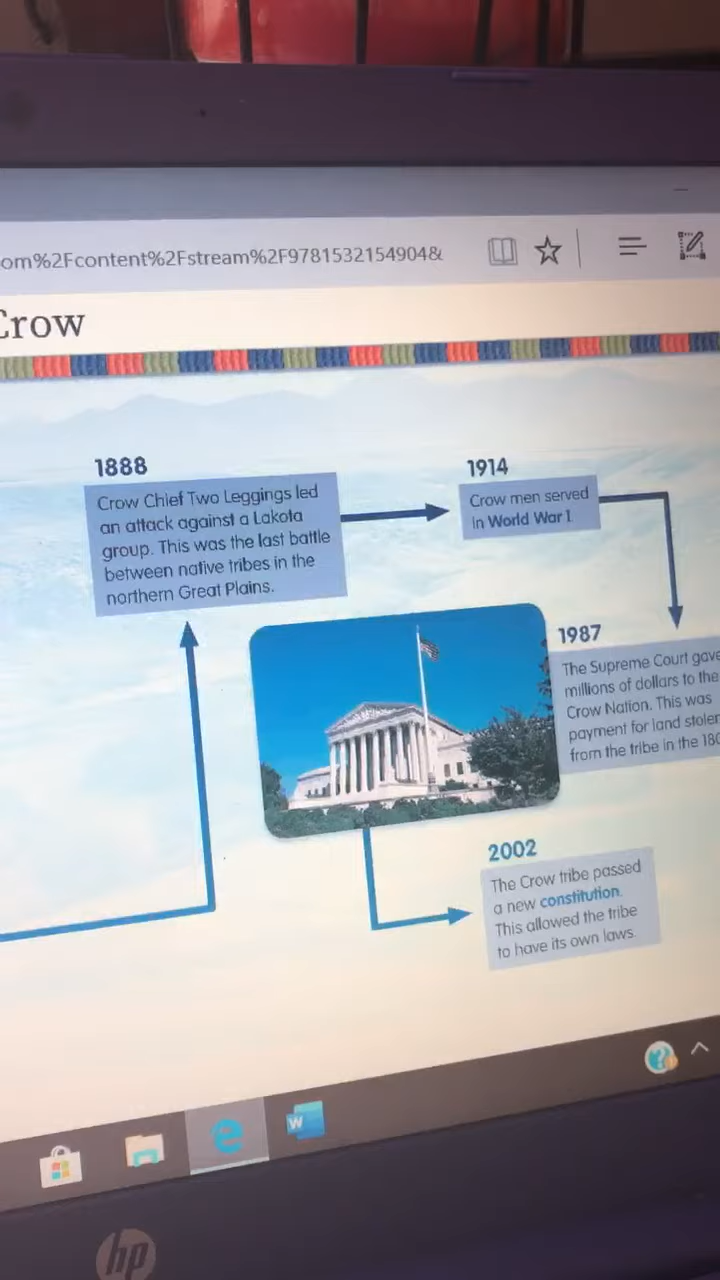 om%2Fcontent%2Fstream%2F9781532154904&
Crow
1888
Crow Chief Two Leggings led
an attack against a Lakota
group. This was the last battle
between native tribes in the
northern Great Plains.
1914
Crow men served
in World War I.
1987
The Supreme Court gave
millions of dollars to the
Crow Nation. This was
payment for land stolen
from the tribe in the 180
2002
The Crow tribe passed
a new constitution.
This allowed the tribe
to have its own laws.
W
hp